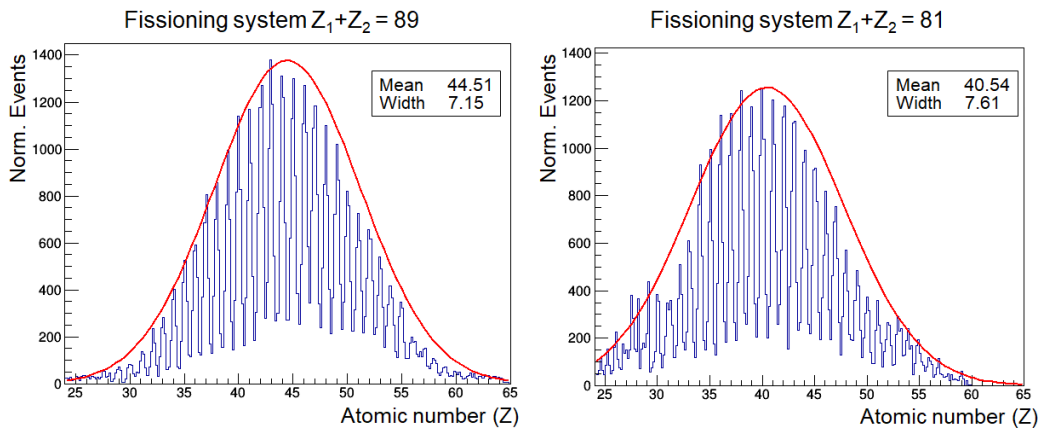 Fissioning system Z1+Z2 = 89
Norm. Events
1400
1200
1000
800
600
400
200
0
Mean 44.51
Width 7.15
25 30 35 40 45 50 55 60 65
Atomic number (Z)
Fissioning system Z1+Z2 = 81
Norm. Events
1400
1200
1000
800
600
400
200
0
Mean 40.54
Width 7.61
25 30 35 40 45 50 55 60 65
Atomic number (Z)